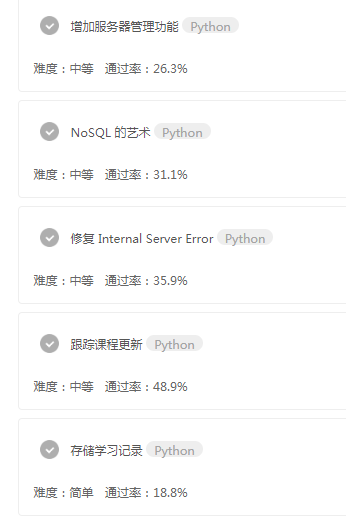 增加服务器管理功能 Python
难度：中等 通过率：26.3%
NoSQL 的艺术 Python
难度：中等 通过率：31.1%
修复 Internal Server Error Python
难度：中等 通过率：35.9%
跟踪课程更新 Python
难度：中等 通过率：48.9%
存储学习记录 Python
难度：简单 通过率：18.8%